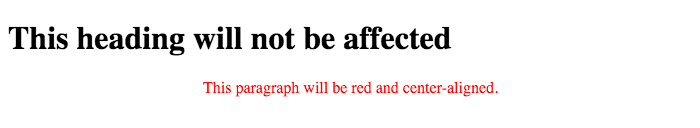 This heading will not be affected
This paragraph will be red and center-aligned.